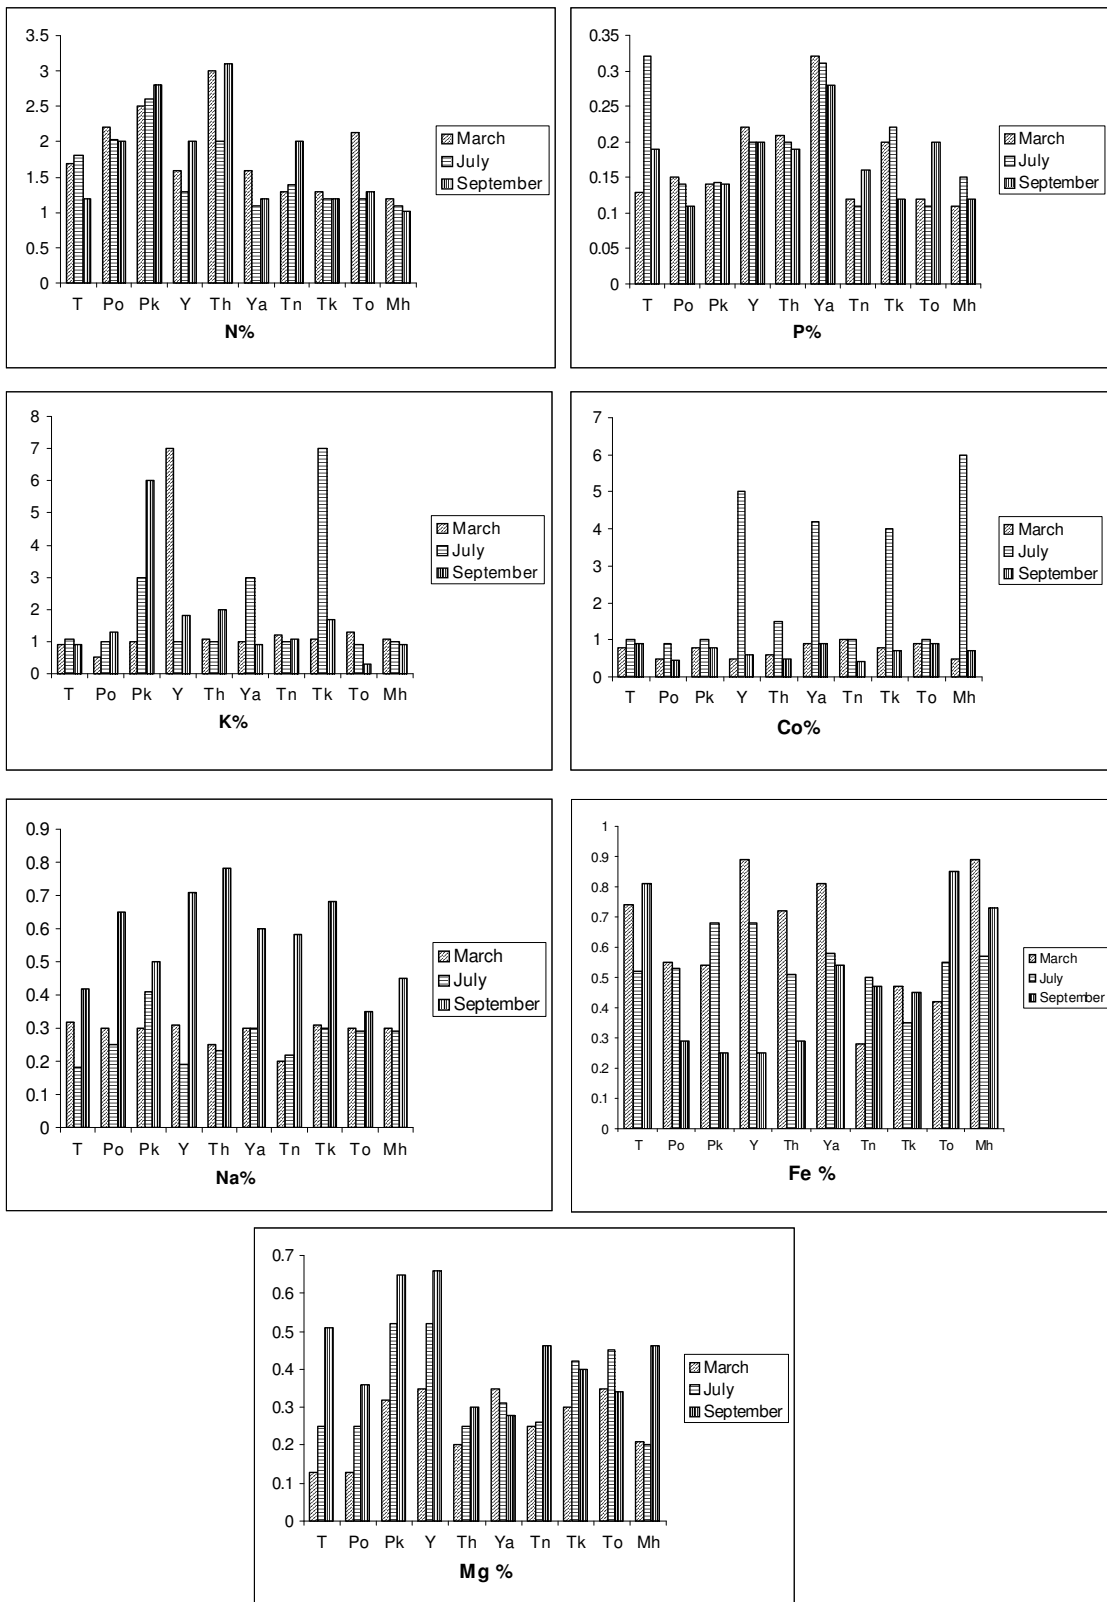 3.5
3
2.5
2
1.5
1
0.5
0
T Po Pk Y Th Ya Tn Tk To Mh
N%
March
July
September
0.35
0.3
0.25
0.2
0.15
0.1
0.05
0
T Po Pk Y Th Ya Tn Tk To Mh
P%
March
July
September
8
7
6
5
4
3
2
1
0
T Po Pk Y Th Ya Tn Tk To Mh
K%
March
July
September
7
6
5
4
3
2
1
0
T Po Pk Y Th Ya Tn Tk To Mh
Co%
March
July
September
0.9
0.8
0.7
0.6
0.5
0.4
0.3
0.2
0.1
0
T Po Pk Y Th Ya Tn Tk To Mh
Na%
March
July
September
1
0.9
0.8
0.7
0.6
0.5
0.4
0.3
0.2
0.1
0
T Po Pk Y Th Ya Tn Tk To Mh
Fe %
March
July
September
0.7
0.6
0.5
0.4
0.3
0.2
0.1
0
T Po Pk Y Th Ya Tn Tk To Mh
Mg %
March
July
September